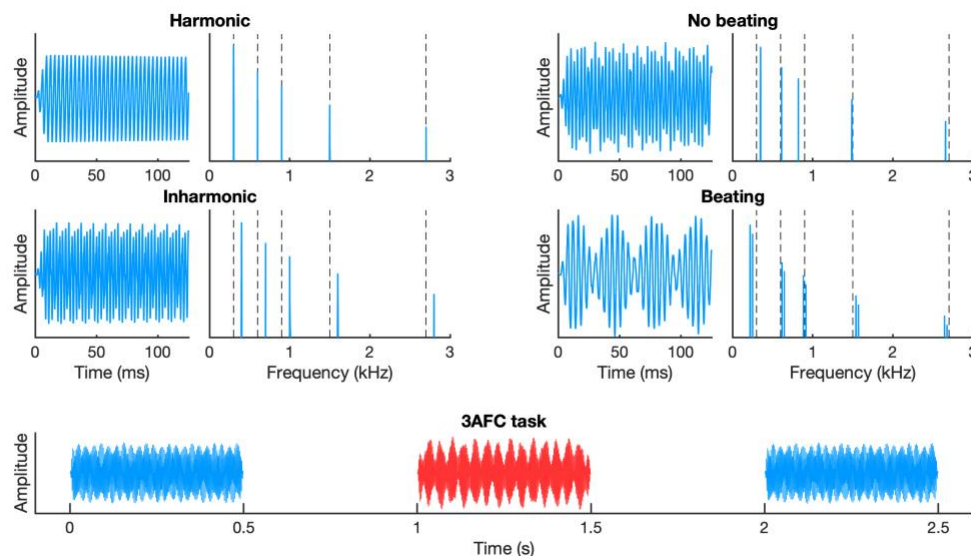 Harmonic
No beating
Amplitude
Amplitude
0 50 100
0 1 2 3
0 50 100
0 1 2 3
Inharmonic
Beating
Amplitude
Amplitude
0 50 100
0 1 2 3
0 50 100
0 1 2 3
Time (ms)
Frequency (kHz)
Time (ms)
Frequency (kHz)
3AFC task
Amplitude
0 0.5 1 1.5 2 2.5
Time (s)